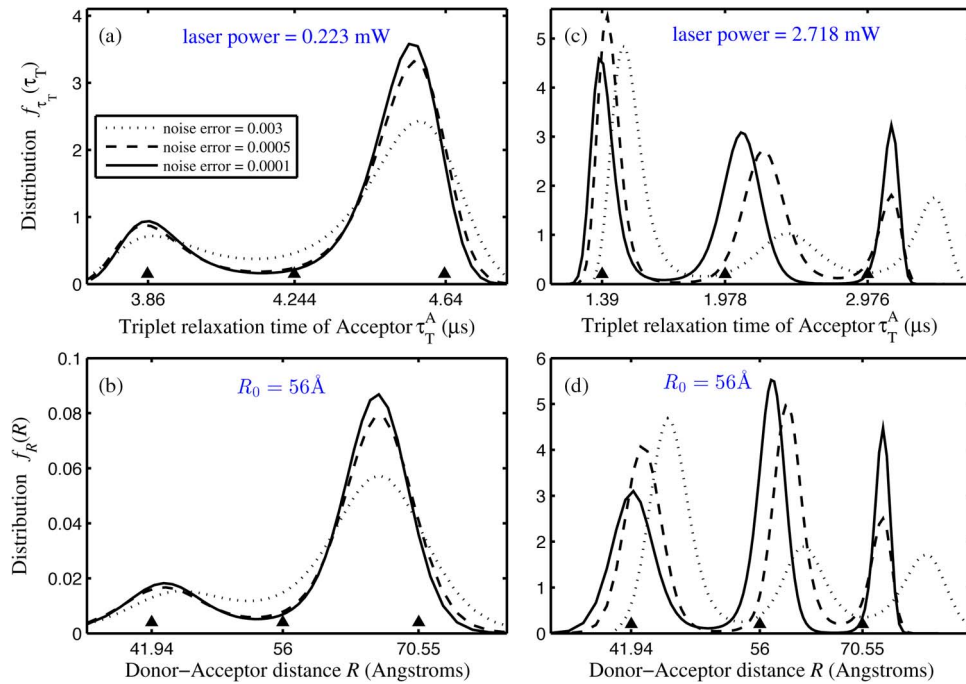 (a)
laser power = 0.223 mW
noise error = 0.003
noise error = 0.0005
noise error = 0.0001
4
3
2
1
0
3.86
4.244
4.64
Distribution f_{τ_T}(τ_T)
Triplet relaxation time of Acceptor τ_T^A (μs)
(c)
laser power = 2.718 mW
5
4
3
2
1
0
1.39
1.978
2.976
Triplet relaxation time of Acceptor τ_T^A (μs)
(b)
R_0 = 56Å
0.1
0.08
0.06
0.04
0.02
0
41.94
56
70.55
Distribution f_R(R)
Donor–Acceptor distance R (Angstroms)
(d)
R_0 = 56Å
6
5
4
3
2
1
0
41.94
56
70.55
Donor–Acceptor distance R (Angstroms)